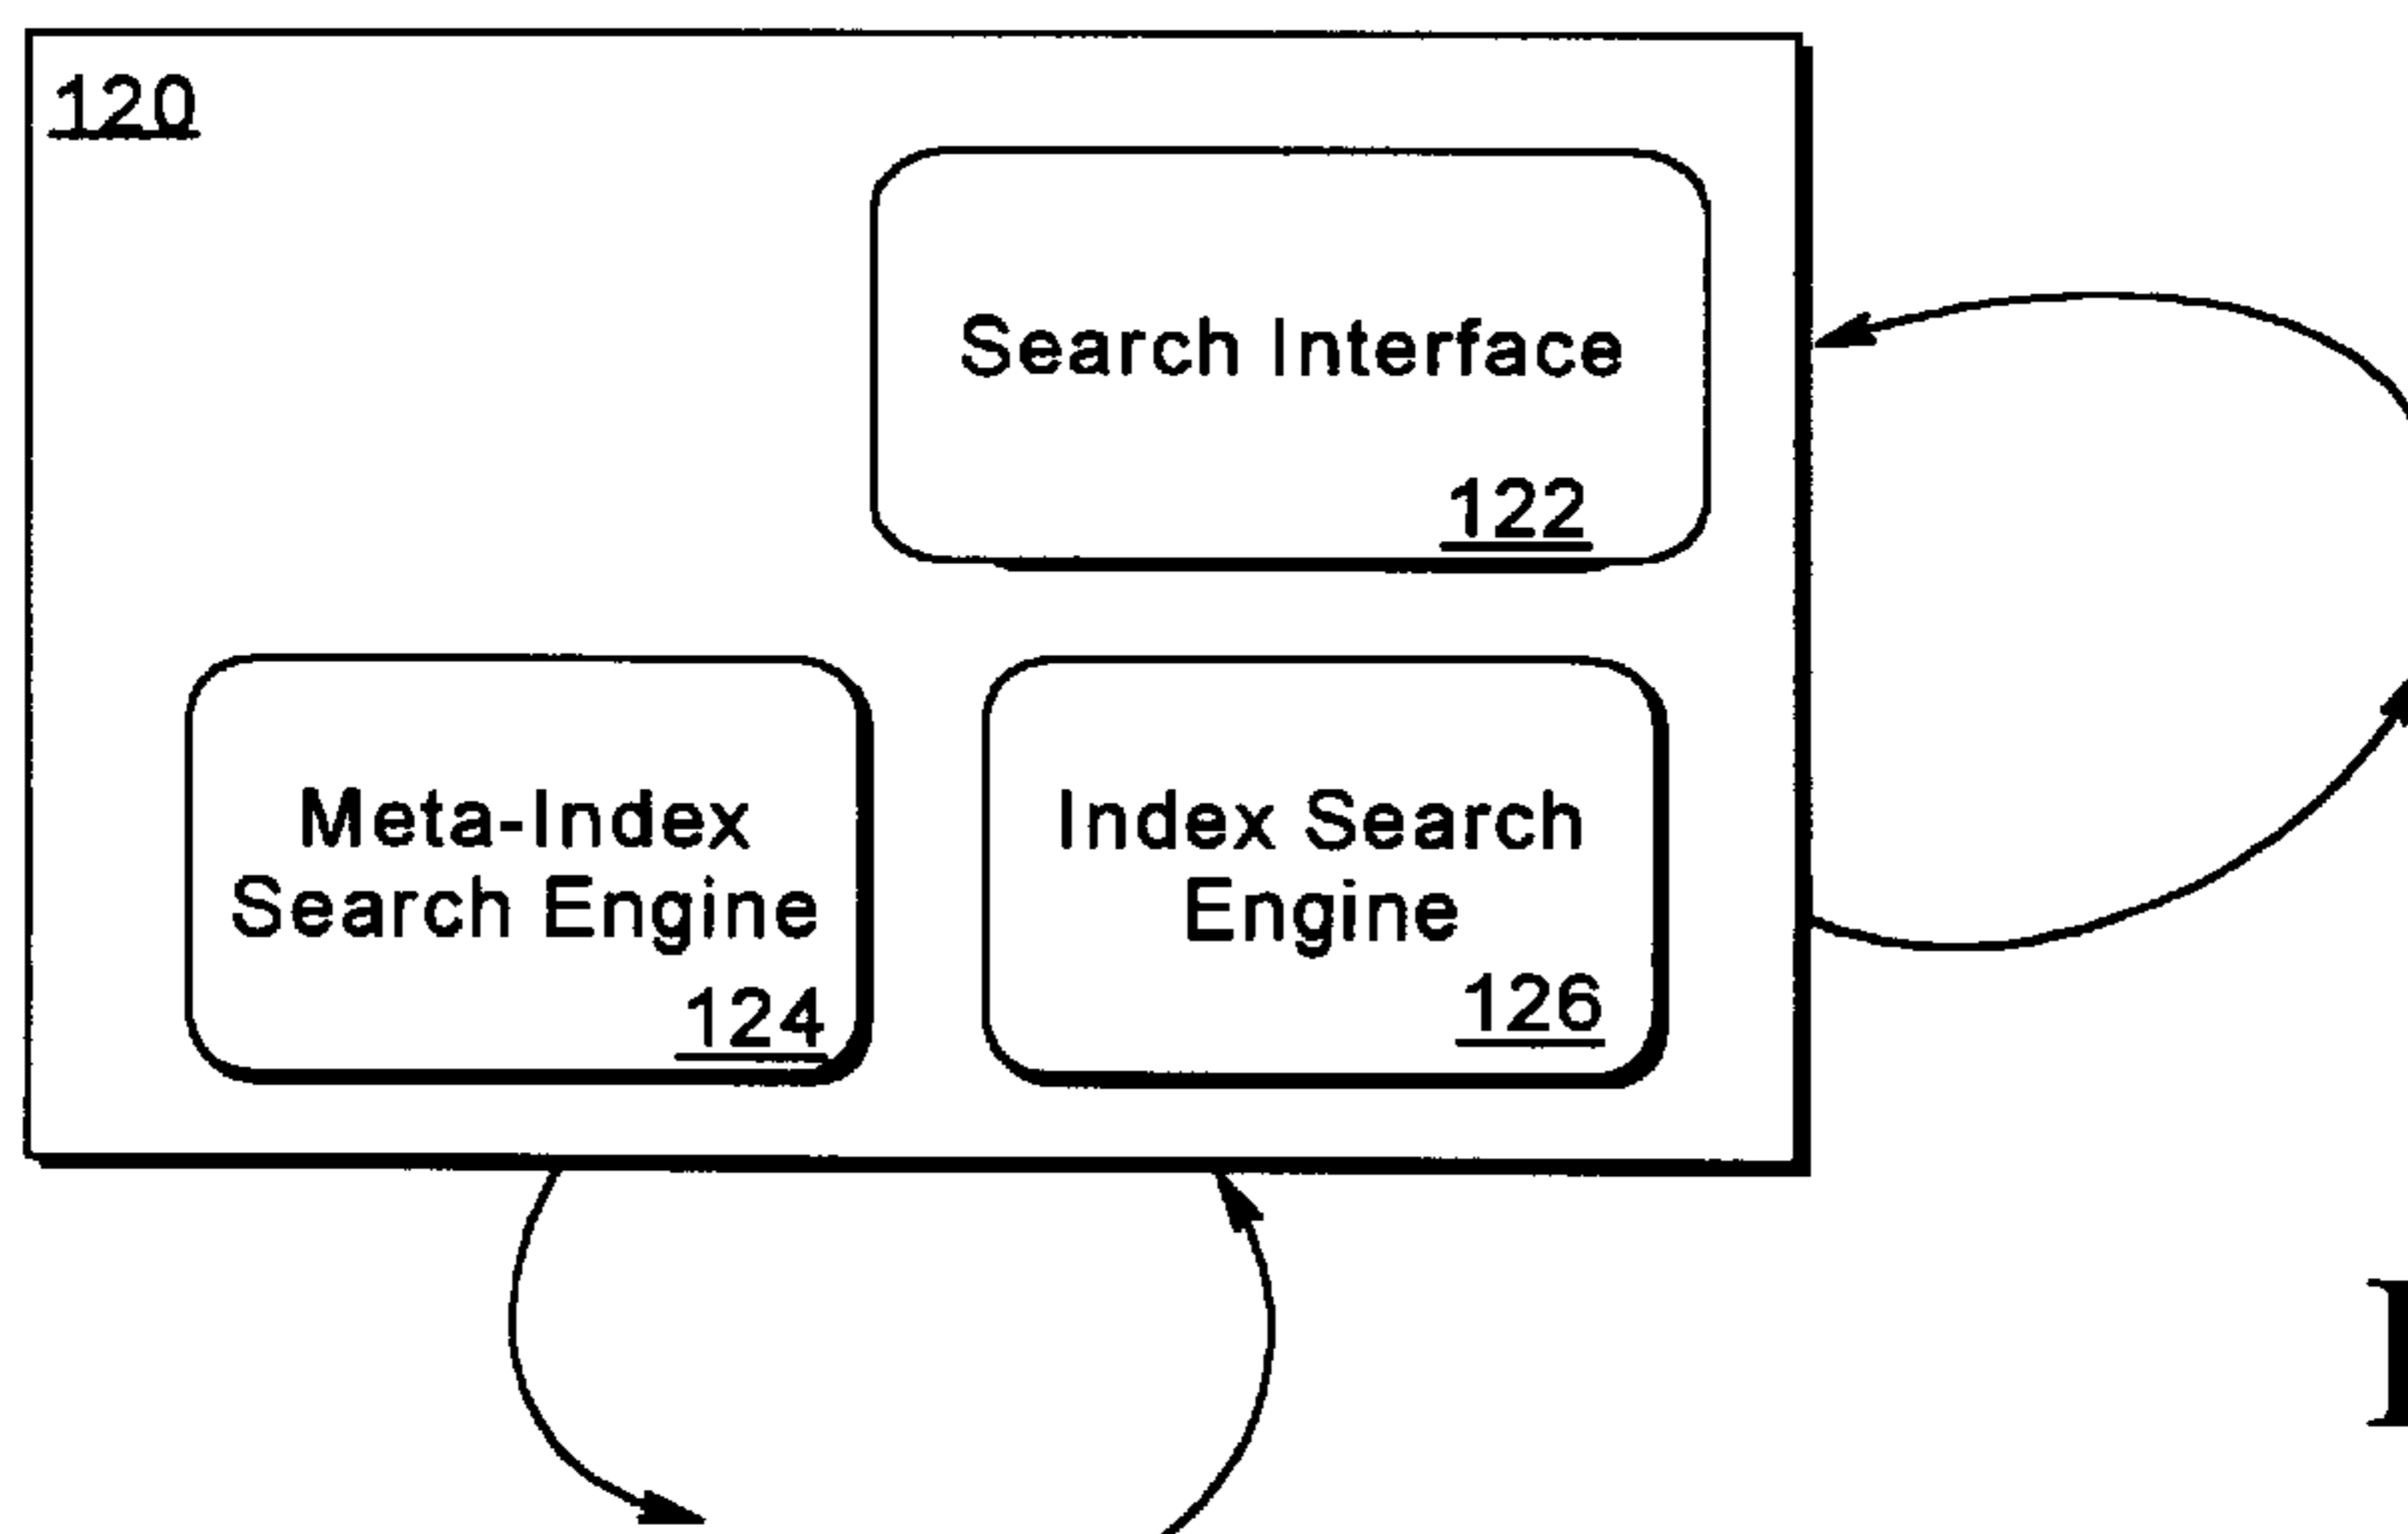 120
Search Interface
122
Meta-Index
Search Engine
124
Index Search
Engine
126